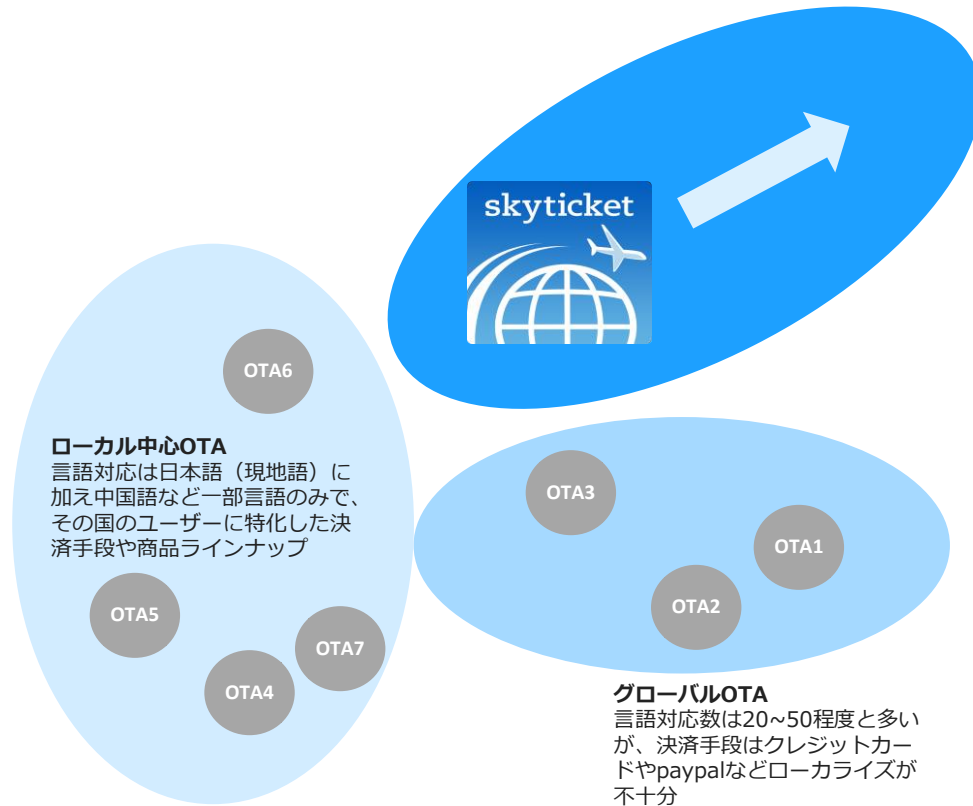 skyticket
OTA6
ローカル中心OTA
言語対応は日本語（現地語）に
加え中国語など一部言語のみで、
その国のユーザーに特化した決
済手段や商品ラインナップ
OTA5
OTA7
OTA4
OTA3
OTA1
OTA2
グローバルOTA
言語対応数は20~50程度と多い
が、決済手段はクレジットカー
ドやpaypalなどローカライズが
不十分